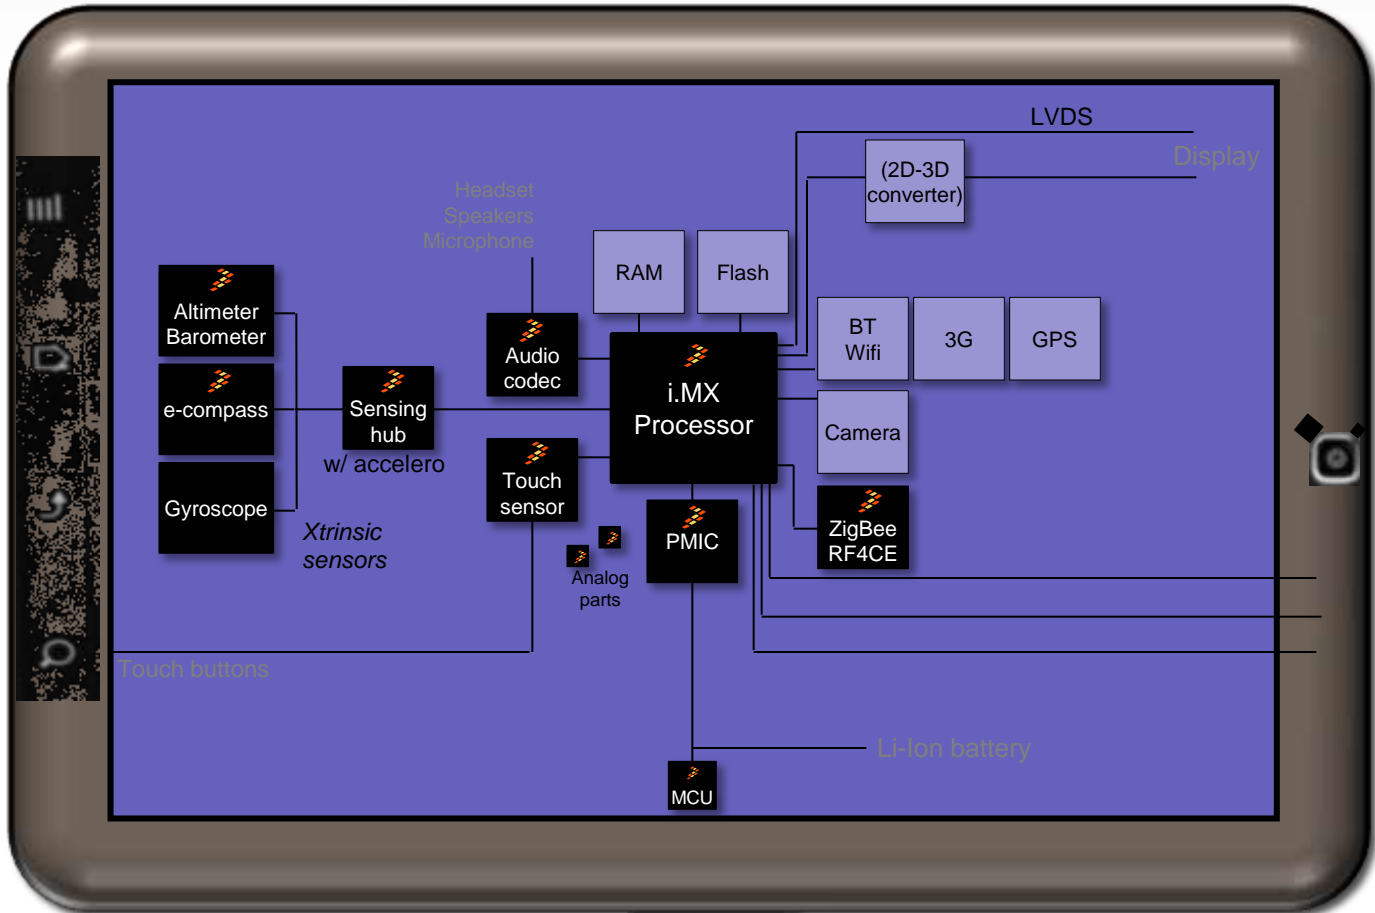 LVDS
Display
(2D-3D
converter)
Headset
Speakers
Microphone
RAM
Flash
Altimeter
Barometer
Audio
codec
BT
Wifi
3G
GPS
e-compass
Sensing
hub
w/ accelero
i.MX
Processor
Camera
Touch
sensor
Gyroscope
Xtrinsic
sensors
PMIC
ZigBee
RF4CE
Analog
parts
Touch buttons
Li-Ion battery
MCU